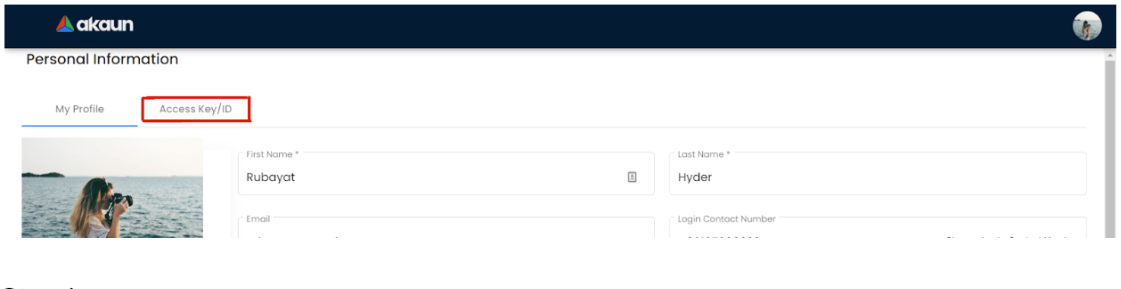 akaun
Personal Information
My Profile Access Key/ID
First Name * Last Name *
Rubayat Hyder
Email Login Contact Number